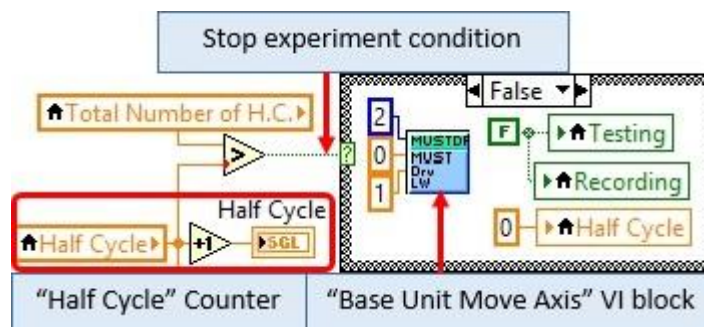 Stop experiment condition
Total Number of H.C.
False
2
0
1
MUSTDP
MUST
Drv
LW
F
Testing
Recording
>
?
Half Cycle
Half Cycle
+1
SGL
0
Half Cycle
“Half Cycle” Counter
“Base Unit Move Axis” VI block